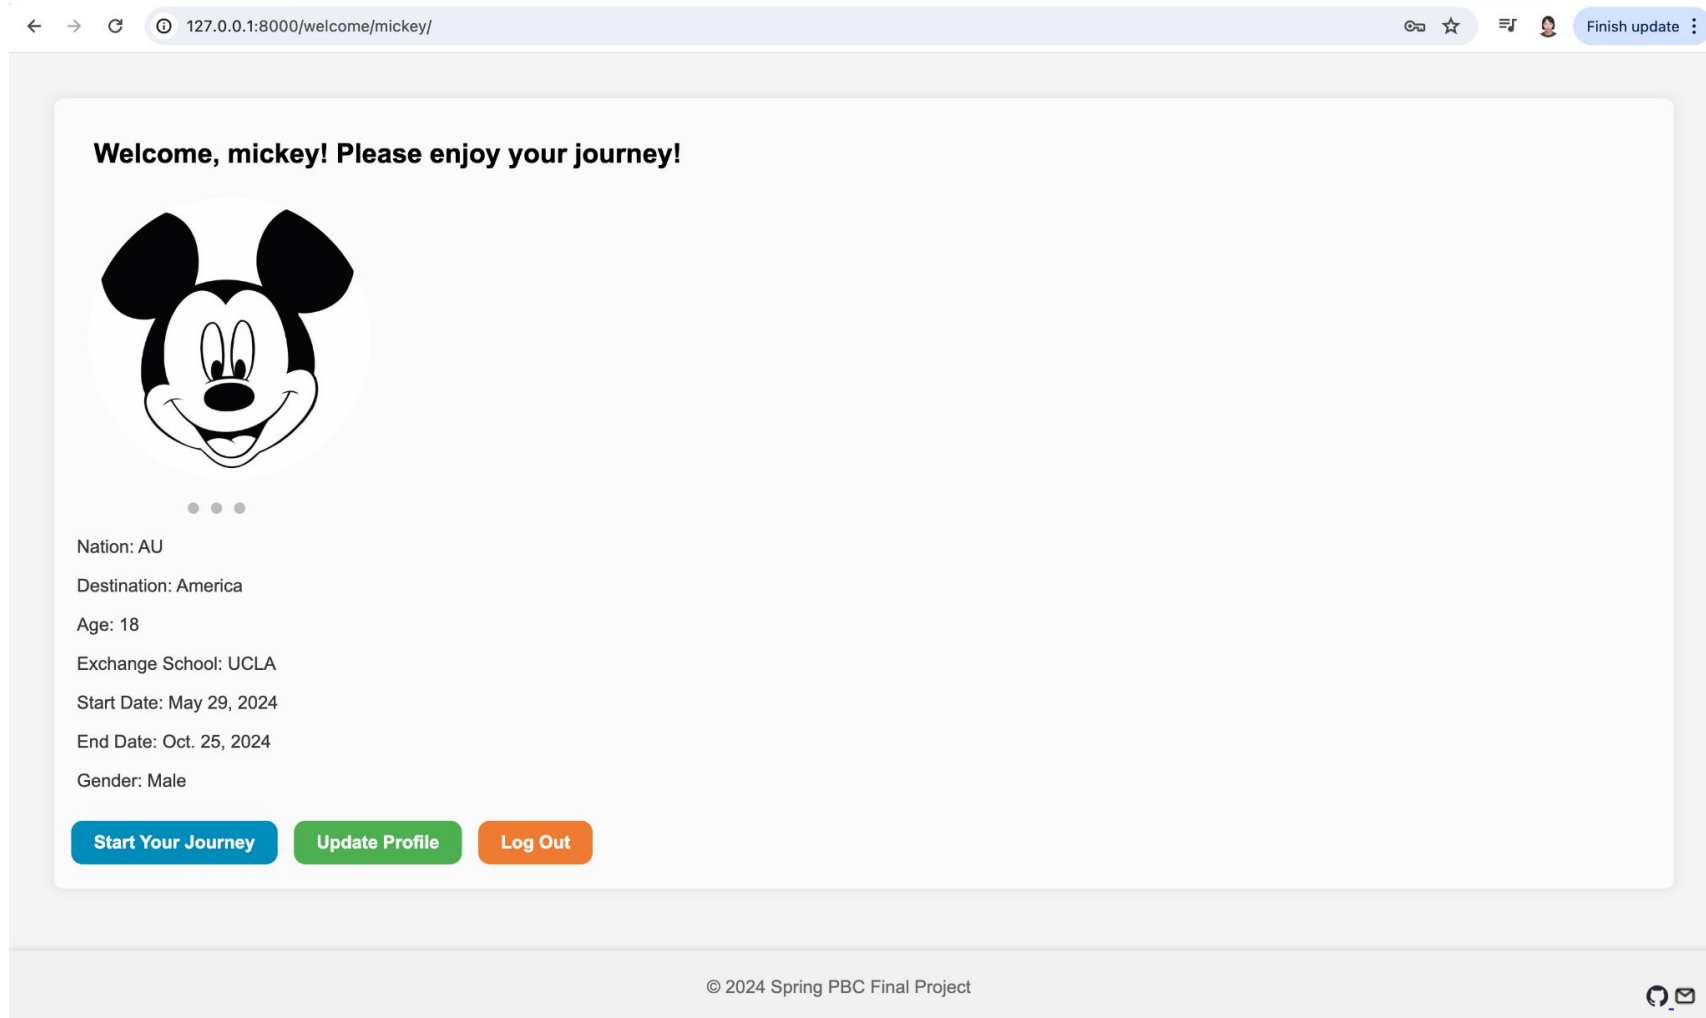 127.0.0.1:8000/welcome/mickey/
Finish update
Welcome, mickey! Please enjoy your journey!
Nation: AU
Destination: America
Age: 18
Exchange School: UCLA
Start Date: May 29, 2024
End Date: Oct. 25, 2024
Gender: Male
Start Your Journey
Update Profile
Log Out
© 2024 Spring PBC Final Project